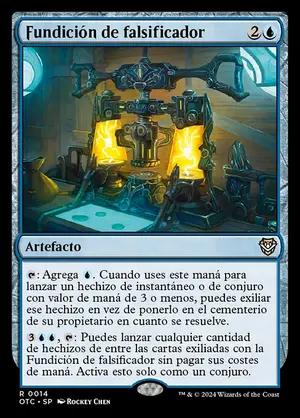 Fundición de falsificador 2
Artefacto
: Agrega . Cuando uses este maná para
lanzar un hechizo de instantáneo o de conjuro
con valor de maná de 3 o menos, puedes exiliar
ese hechizo en vez de ponerlo en el cementerio
de su propietario en cuanto se resuelve.
3 , : Puedes lanzar cualquier cantidad
de hechizos de entre las cartas exiliadas con la
Fundición de falsificador sin pagar sus costes
de maná. Activa esto solo como un conjuro.
R 0014
OTC • SP ROCKEY CHEN
™ & © 2024 Wizards of the Coast